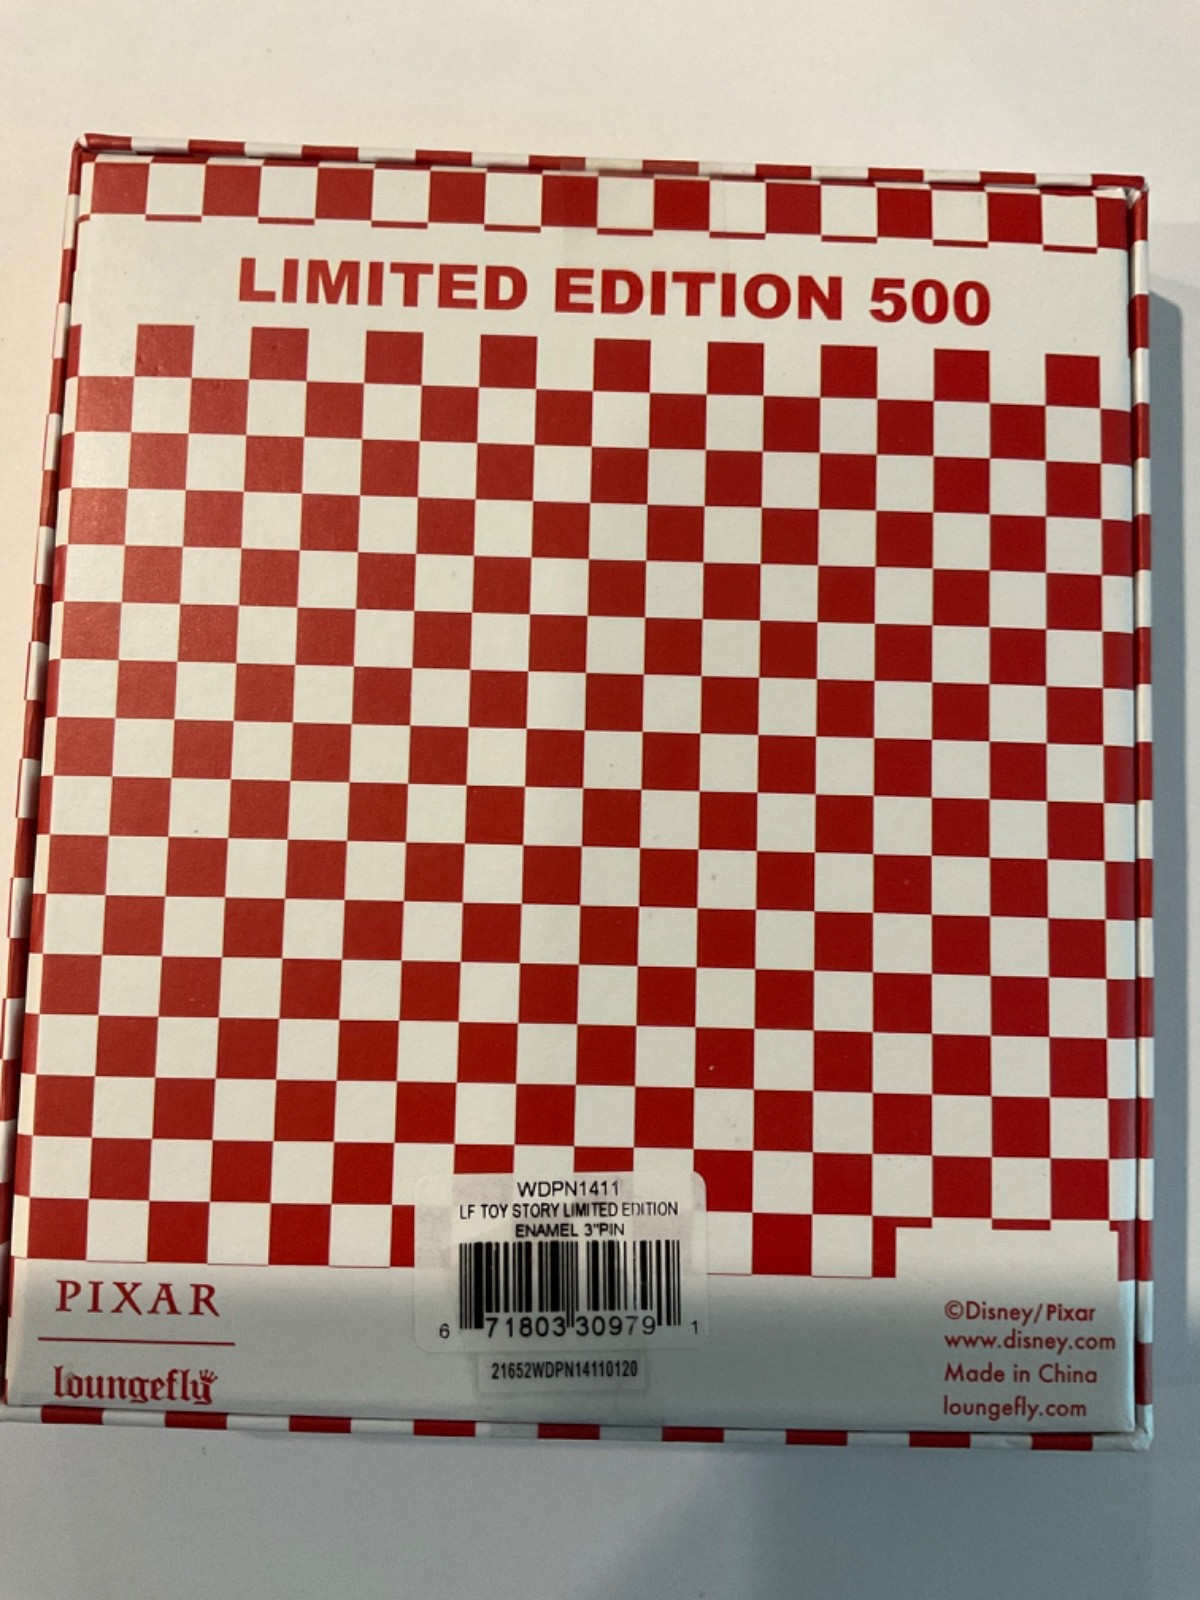 LIMITED EDITION 500
WDPN1411
LF TOY STORY LIMITED EDITION
ENAMEL 3"PIN
6 71803 30979 1
21652WDPN14110120
PIXAR
loungefly
©Disney/Pixar
www.disney.com
Made in China
loungefly.com